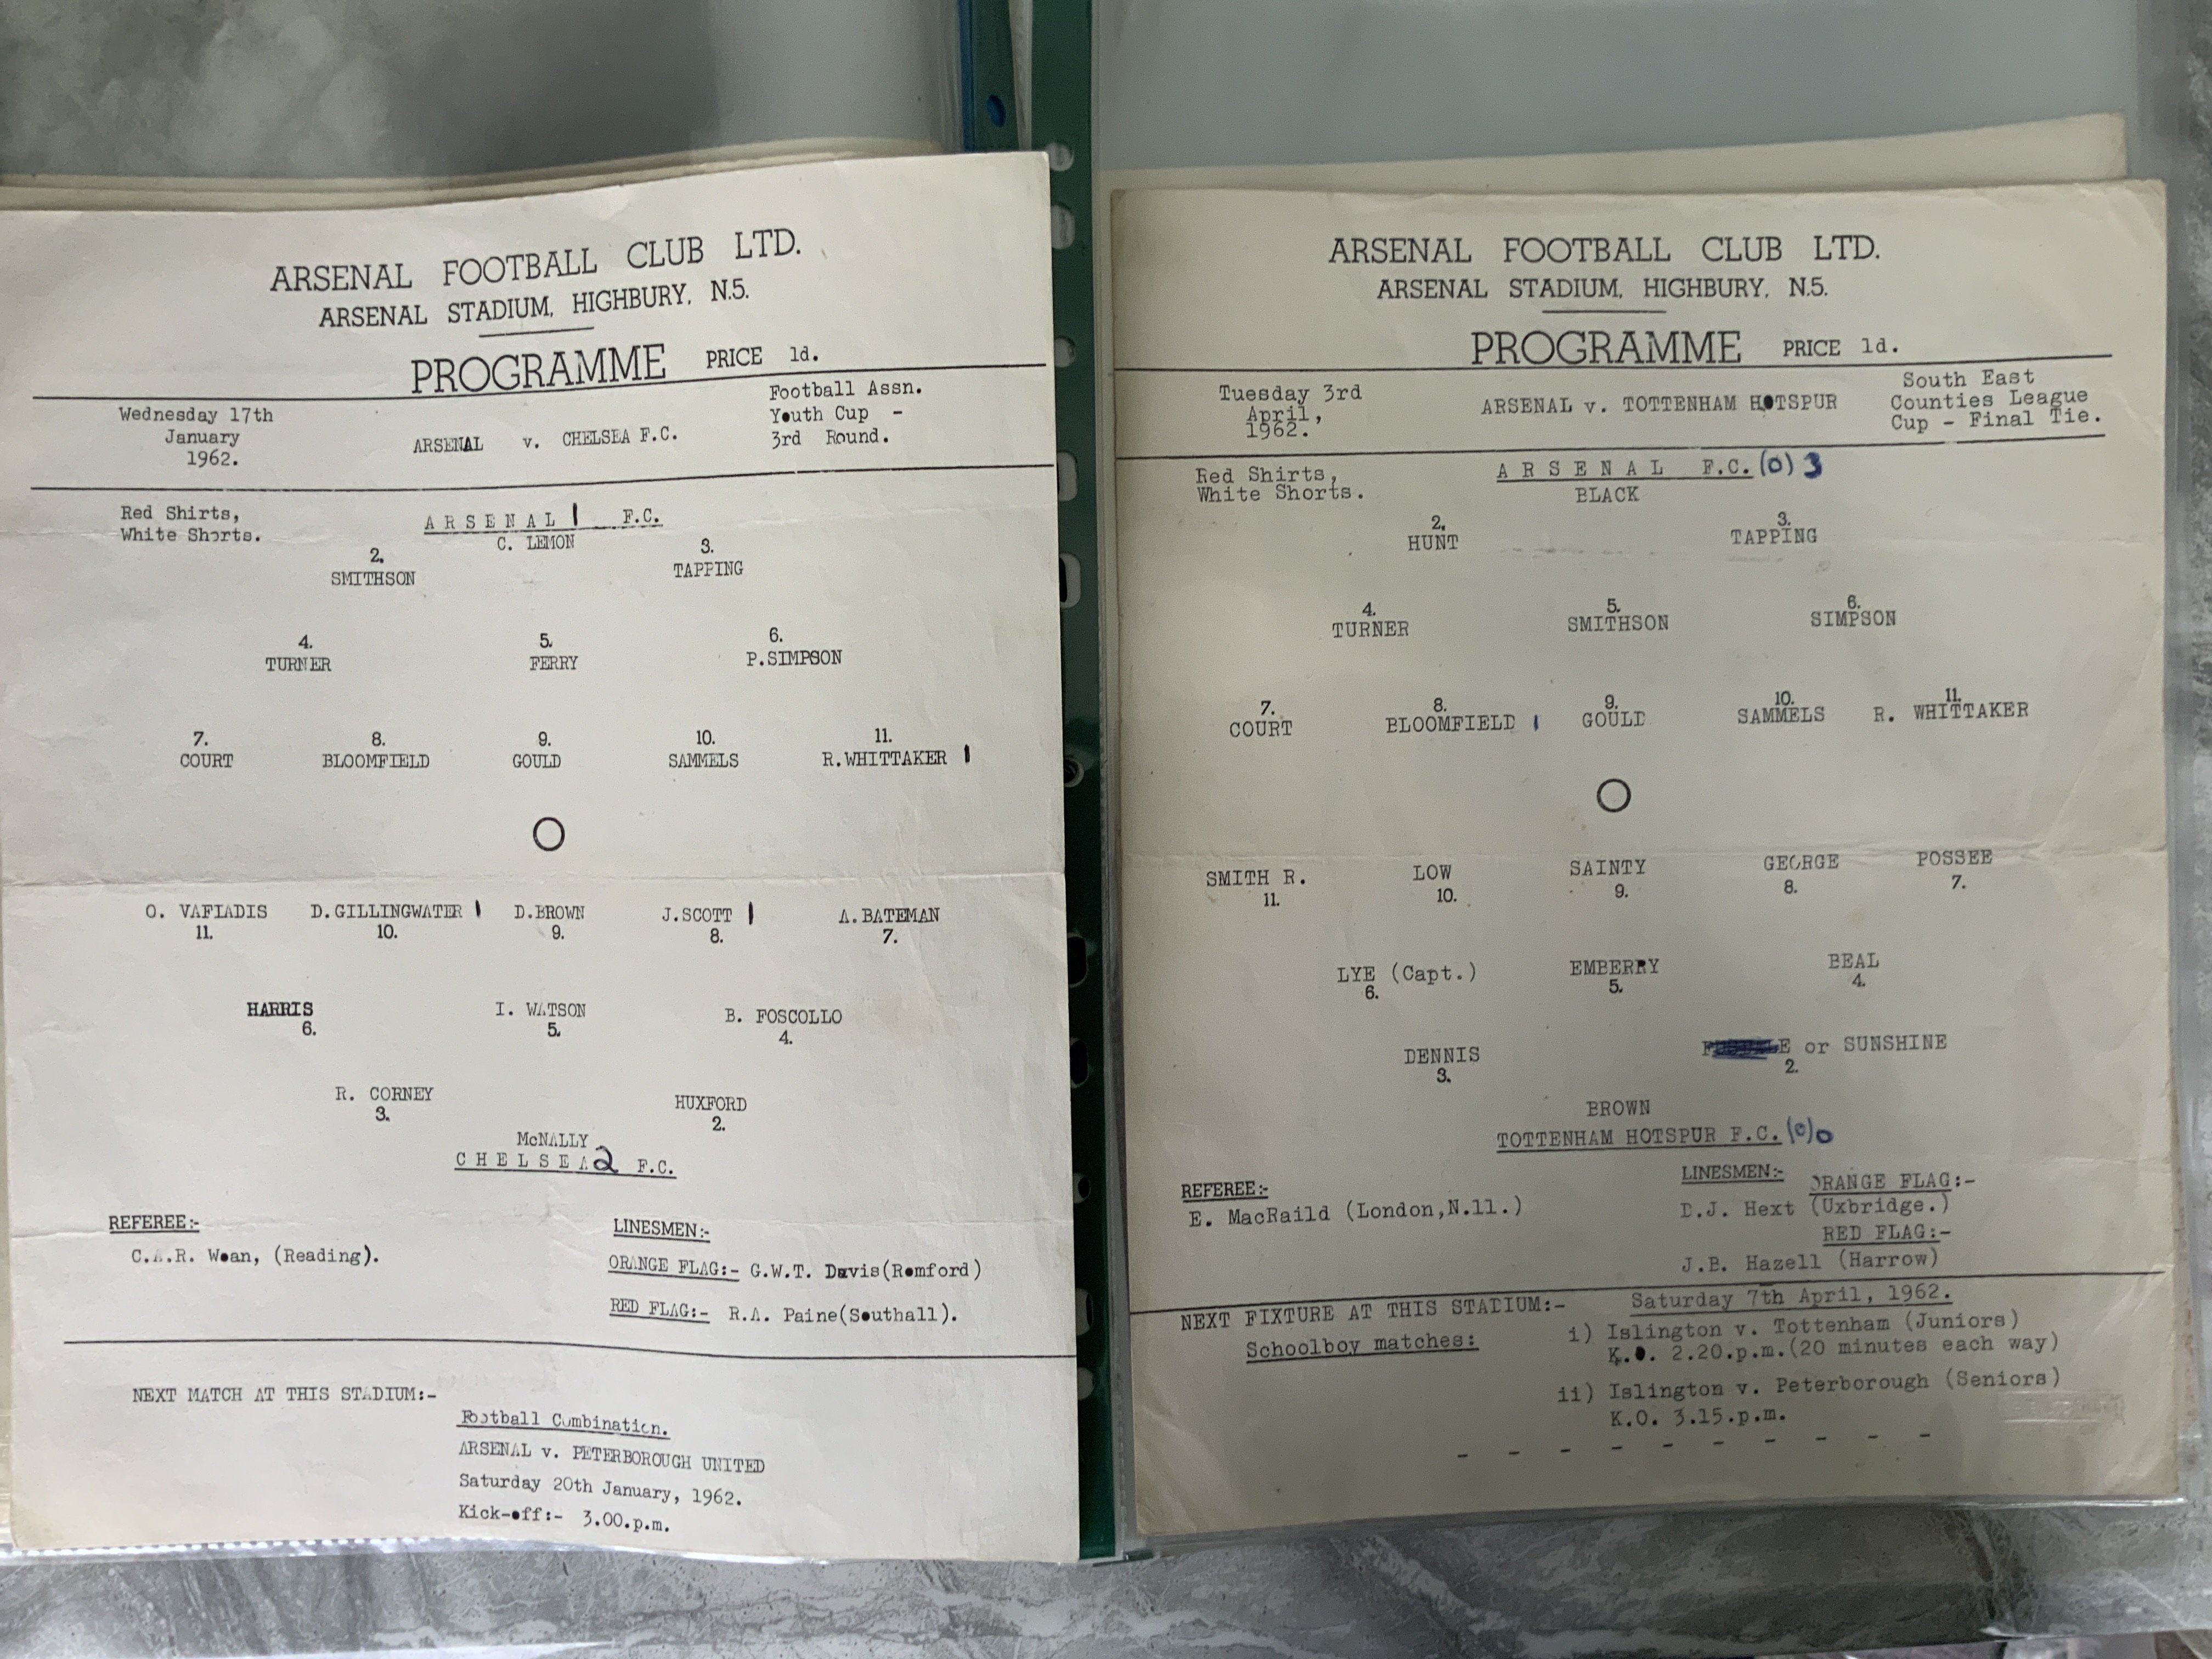 ARSENAL FOOTBALL CLUB LTD.
ARSENAL STADIUM, HIGHBURY, N.5.
PROGRAMME PRICE 1d.
Wednesday 17th
January
1962.
ARSENAL v. CHELSEA F.C.
Football Assn.
Youth Cup -
3rd Round.
Red Shirts,
White Shorts.
ARSENAL 1 F.C.
C. LEMON
2. 3.
SMITHSON TAPPING
4. 5. 6.
TURNER FERRY P.SIMPSON
7. 8. 9. 10. 11.
COURT BLOOMFIELD GOULD SAMMELS R.WHITTAKER 1
O. VAFIADIS D.GILLINGWATER 1 D.BROWN J.SCOTT 1 A.BATEMAN
11. 10. 9. 8. 7.
HARRIS I. WATSON B. FOSCOLLO
6. 5. 4.
R. CORNEY HUXFORD
3. 2.
McNALLY
CHELSEA 2 F.C.
REFEREE:-
C.A.R. Woan, (Reading).
LINESMEN:-
ORANGE FLAG:- G.W.T. Davis(Romford)
RED FLAG:- R.A. Paine(Southall).
NEXT MATCH AT THIS STADIUM:-
Football Combination.
ARSENAL v. PETERBOROUGH UNITED
Saturday 20th January, 1962.
Kick-off:- 3.00.p.m.
ARSENAL FOOTBALL CLUB LTD.
ARSENAL STADIUM, HIGHBURY, N.5.
PROGRAMME PRICE 1d.
Tuesday 3rd
April,
1962.
ARSENAL v. TOTTENHAM HOTSPUR
South East
Counties League
Cup - Final Tie.
Red Shirts,
White Shorts.
ARSENAL F.C. (0) 3
BLACK
2. 3.
HUNT TAPPING
4. 5. 6.
TURNER SMITHSON SIMPSON
7. 8. 9. 10. 11.
COURT BLOOMFIELD 1 GOULD SAMMELS R. WHITTAKER
SMITH R. LOW SAINTY GEORGE POSSEE
11. 10. 9. 8. 7.
LYE (Capt.) EMBERRY BEAL
6. 5. 4.
DENNIS or SUNSHINE
3. 2.
BROWN
TOTTENHAM HOTSPUR F.C. (0) 0
REFEREE:-
E. MacRaild (London,N.11.)
LINESMEN:-
ORANGE FLAG:-
D.J. Hext (Uxbridge.)
RED FLAG:-
J.B. Hazell (Harrow)
NEXT FIXTURE AT THIS STADIUM:- Saturday 7th April, 1962.
Schoolboy matches: i) Islington v. Tottenham (Juniors)
K.O. 2.20.p.m.(20 minutes each way)
ii) Islington v. Peterborough (Seniors)
K.O. 3.15.p.m.
- - - - - - - - - -